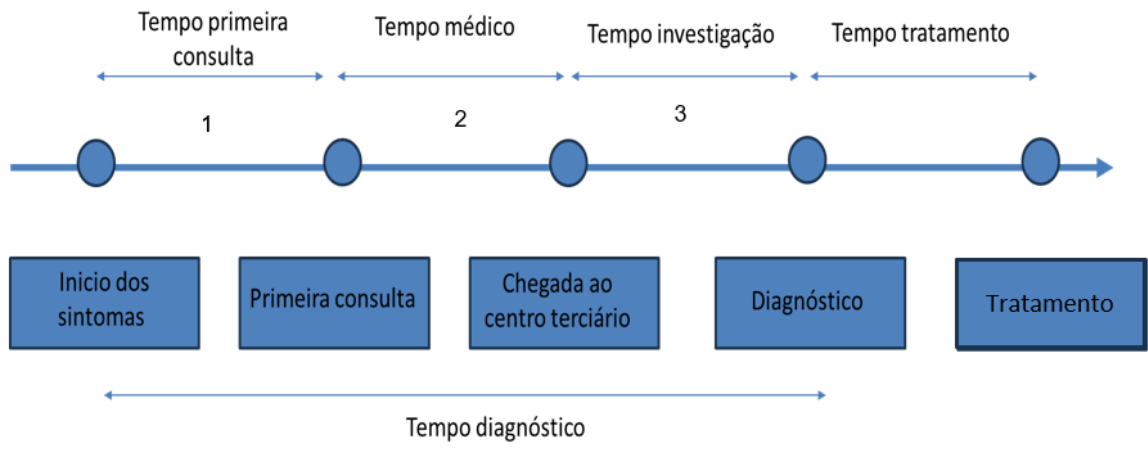 Tempo primeira
consulta
Tempo médico
Tempo investigação
Tempo tratamento
1
2
3
Inicio dos
sintomas
Primeira consulta
Chegada ao
centro terciário
Diagnóstico
Tratamento
Tempo diagnóstico